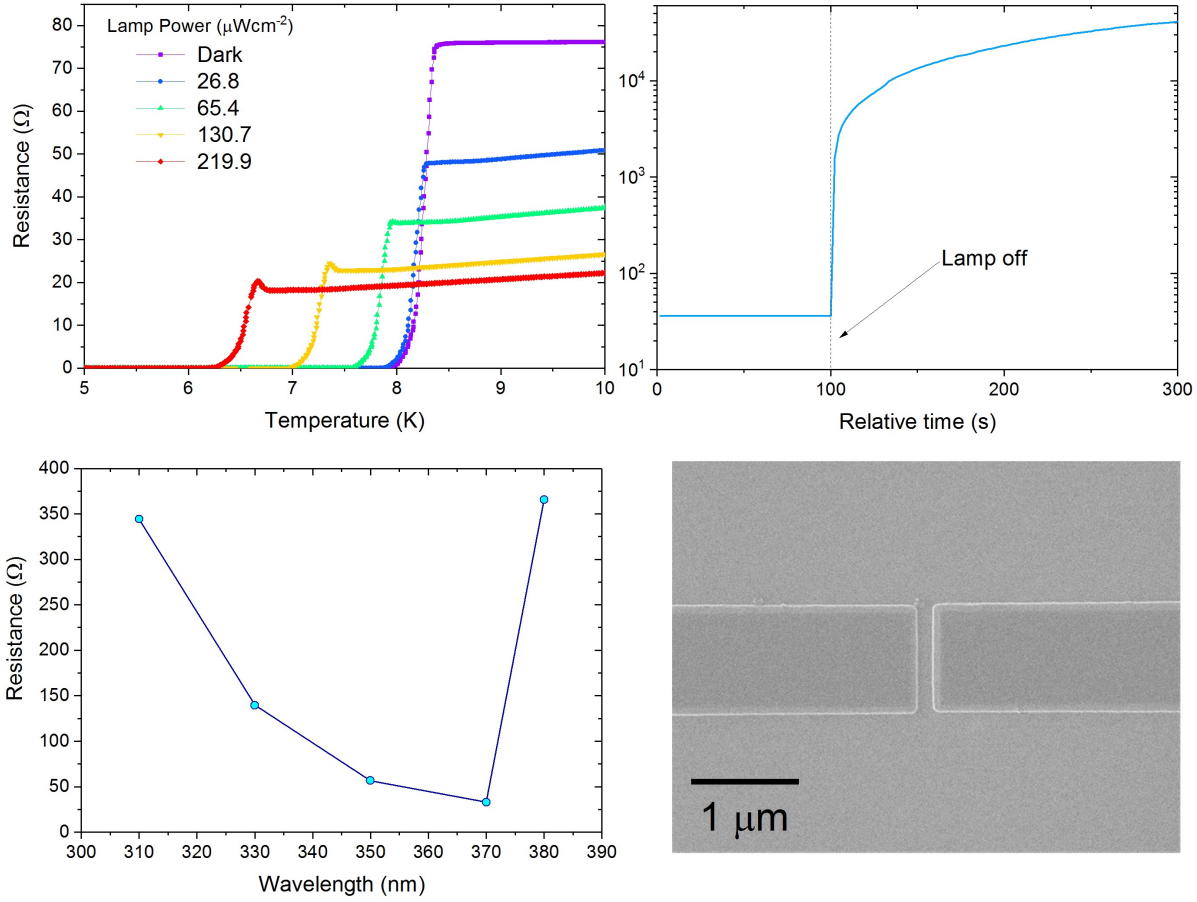 Lamp Power (μWcm-2)
Dark
26.8
65.4
130.7
219.9
Resistance (Ω)
80
70
60
50
40
30
20
10
0
5 6 7 8 9 10
Temperature (K)
10⁴
10³
10²
10¹
Lamp off
0 100 200 300
Relative time (s)
Resistance (Ω)
400
350
300
250
200
150
100
50
0
300 310 320 330 340 350 360 370 380 390
Wavelength (nm)
1 μm